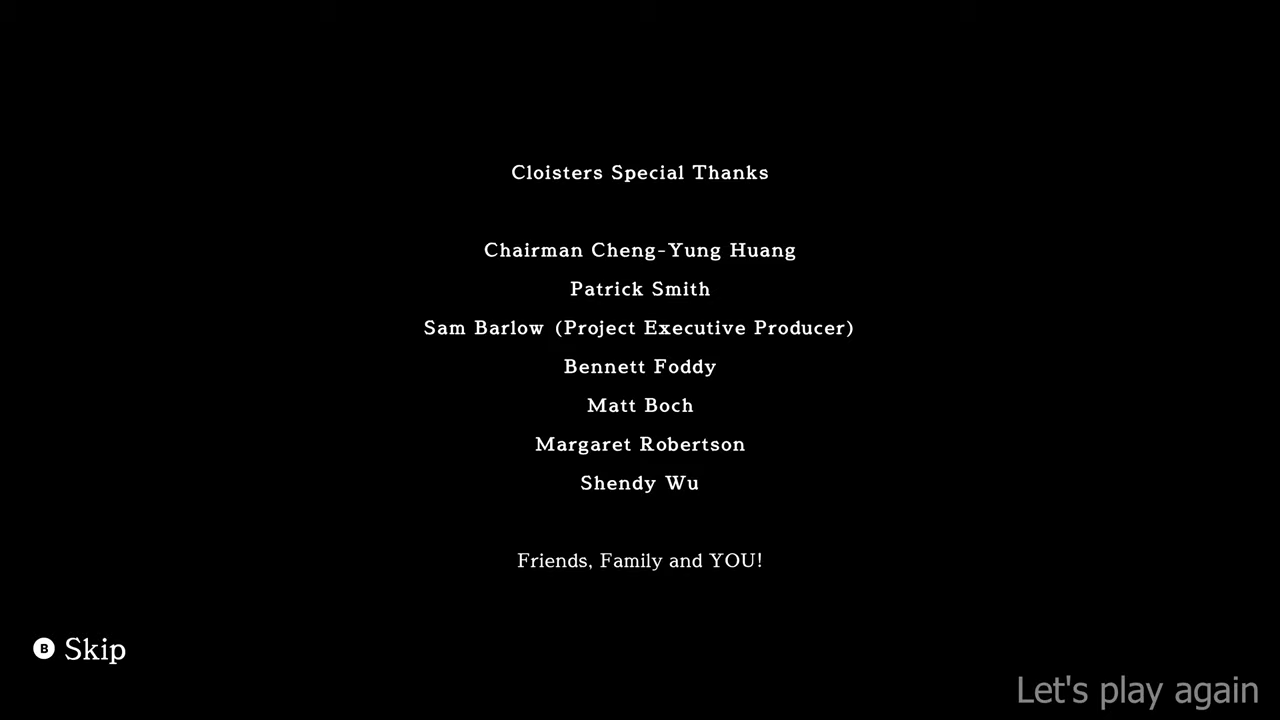 Cloisters Special Thanks
Chairman Cheng-Yung Huang
Patrick Smith
Sam Barlow (Project Executive Producer)
Bennett Foddy
Matt Boch
Margaret Robertson
Shendy Wu
Friends, Family and YOU!
B Skip
Let's play again